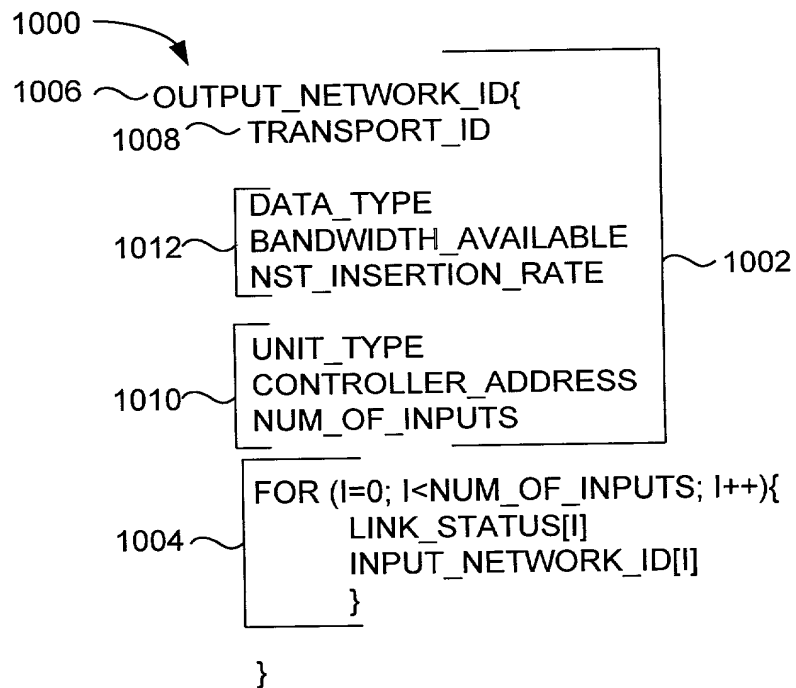 1000
1006 OUTPUT_NETWORK_ID{
1008 TRANSPORT_ID
DATA_TYPE
1012 BANDWIDTH_AVAILABLE
NST_INSERTION_RATE
1002
UNIT_TYPE
1010 CONTROLLER_ADDRESS
NUM_OF_INPUTS
FOR (I=0; I<NUM_OF_INPUTS; I++){
1004 LINK_STATUS[I]
INPUT_NETWORK_ID[I]
}
}